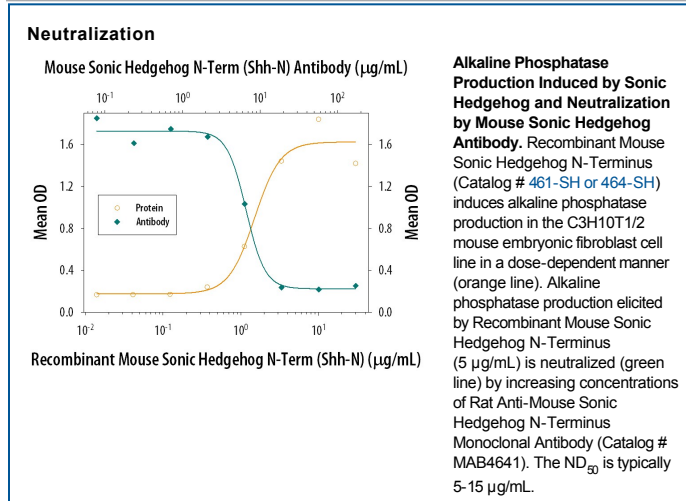 Neutralization
Mouse Sonic Hedgehog N-Term (Shh-N) Antibody (μg/mL)
10⁻¹ 10⁰ 10¹ 10²
1.6 1.6
1.2 1.2
0.8 0.8
0.4 0.4
0.0 0.0
Mean OD
Mean OD
Protein
Antibody
10⁻² 10⁻¹ 10⁰ 10¹
Recombinant Mouse Sonic Hedgehog N-Term (Shh-N) (μg/mL)
Alkaline Phosphatase
Production Induced by Sonic
Hedgehog and Neutralization
by Mouse Sonic Hedgehog
Antibody. Recombinant Mouse
Sonic Hedgehog N-Terminus
(Catalog # 461-SH or 464-SH)
induces alkaline phosphatase
production in the C3H10T1/2
mouse embryonic fibroblast cell
line in a dose-dependent manner
(orange line). Alkaline
phosphatase production elicited
by Recombinant Mouse Sonic
Hedgehog N-Terminus
(5 μg/mL) is neutralized (green
line) by increasing concentrations
of Rat Anti-Mouse Sonic
Hedgehog N-Terminus
Monoclonal Antibody (Catalog #
MAB4641). The ND₅₀ is typically
5-15 μg/mL.